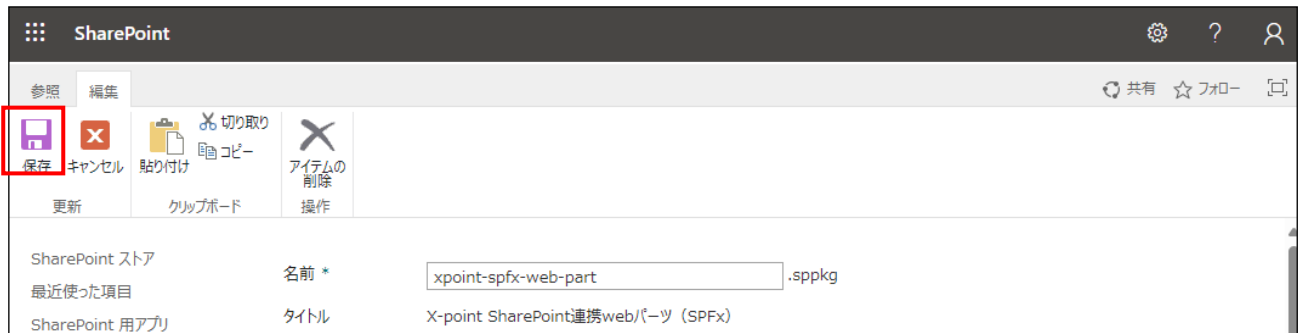 SharePoint
?
参照 編集
共有 フォロー
保存 キャンセル 貼り付け 切り取り
コピー
アイテムの
削除
更新 クリップボード 操作
SharePoint ストア
最近使った項目
SharePoint 用アプリ
名前 * xpoint-spfx-web-part .sppkg
タイトル X-point SharePoint連携webパーツ（SPFx）